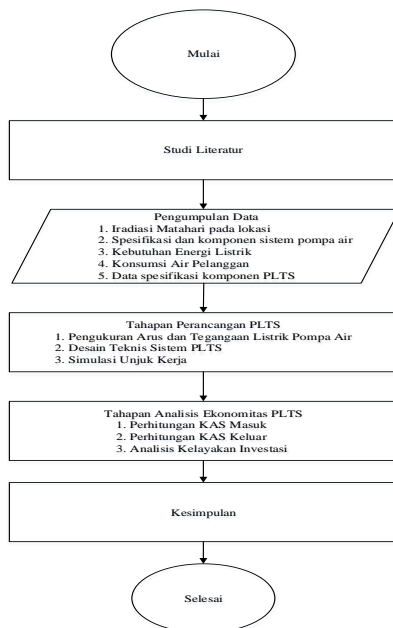 Mulai
Studi Literatur
Pengumpulan Data
1. Iradiasi Matahari pada lokasi
2. Spesifikasi dan komponen sistem pompa air
3. Kebutuhan Energi Listrik
4. Konsumsi Air Pelanggan
5. Data spesifikasi komponen PLTS
Tahapan Perancangan PLTS
1. Pengukuran Arus dan Tegangaan Listrik Pompa Air
2. Desain Teknis Sistem PLTS
3. Simulasi Unjuk Kerja
Tahapan Analisis Ekonomitas PLTS
1. Perhitungan KAS Masuk
2. Perhitungan KAS Keluar
3. Analisis Kelayakan Investasi
Kesimpulan
Selesai